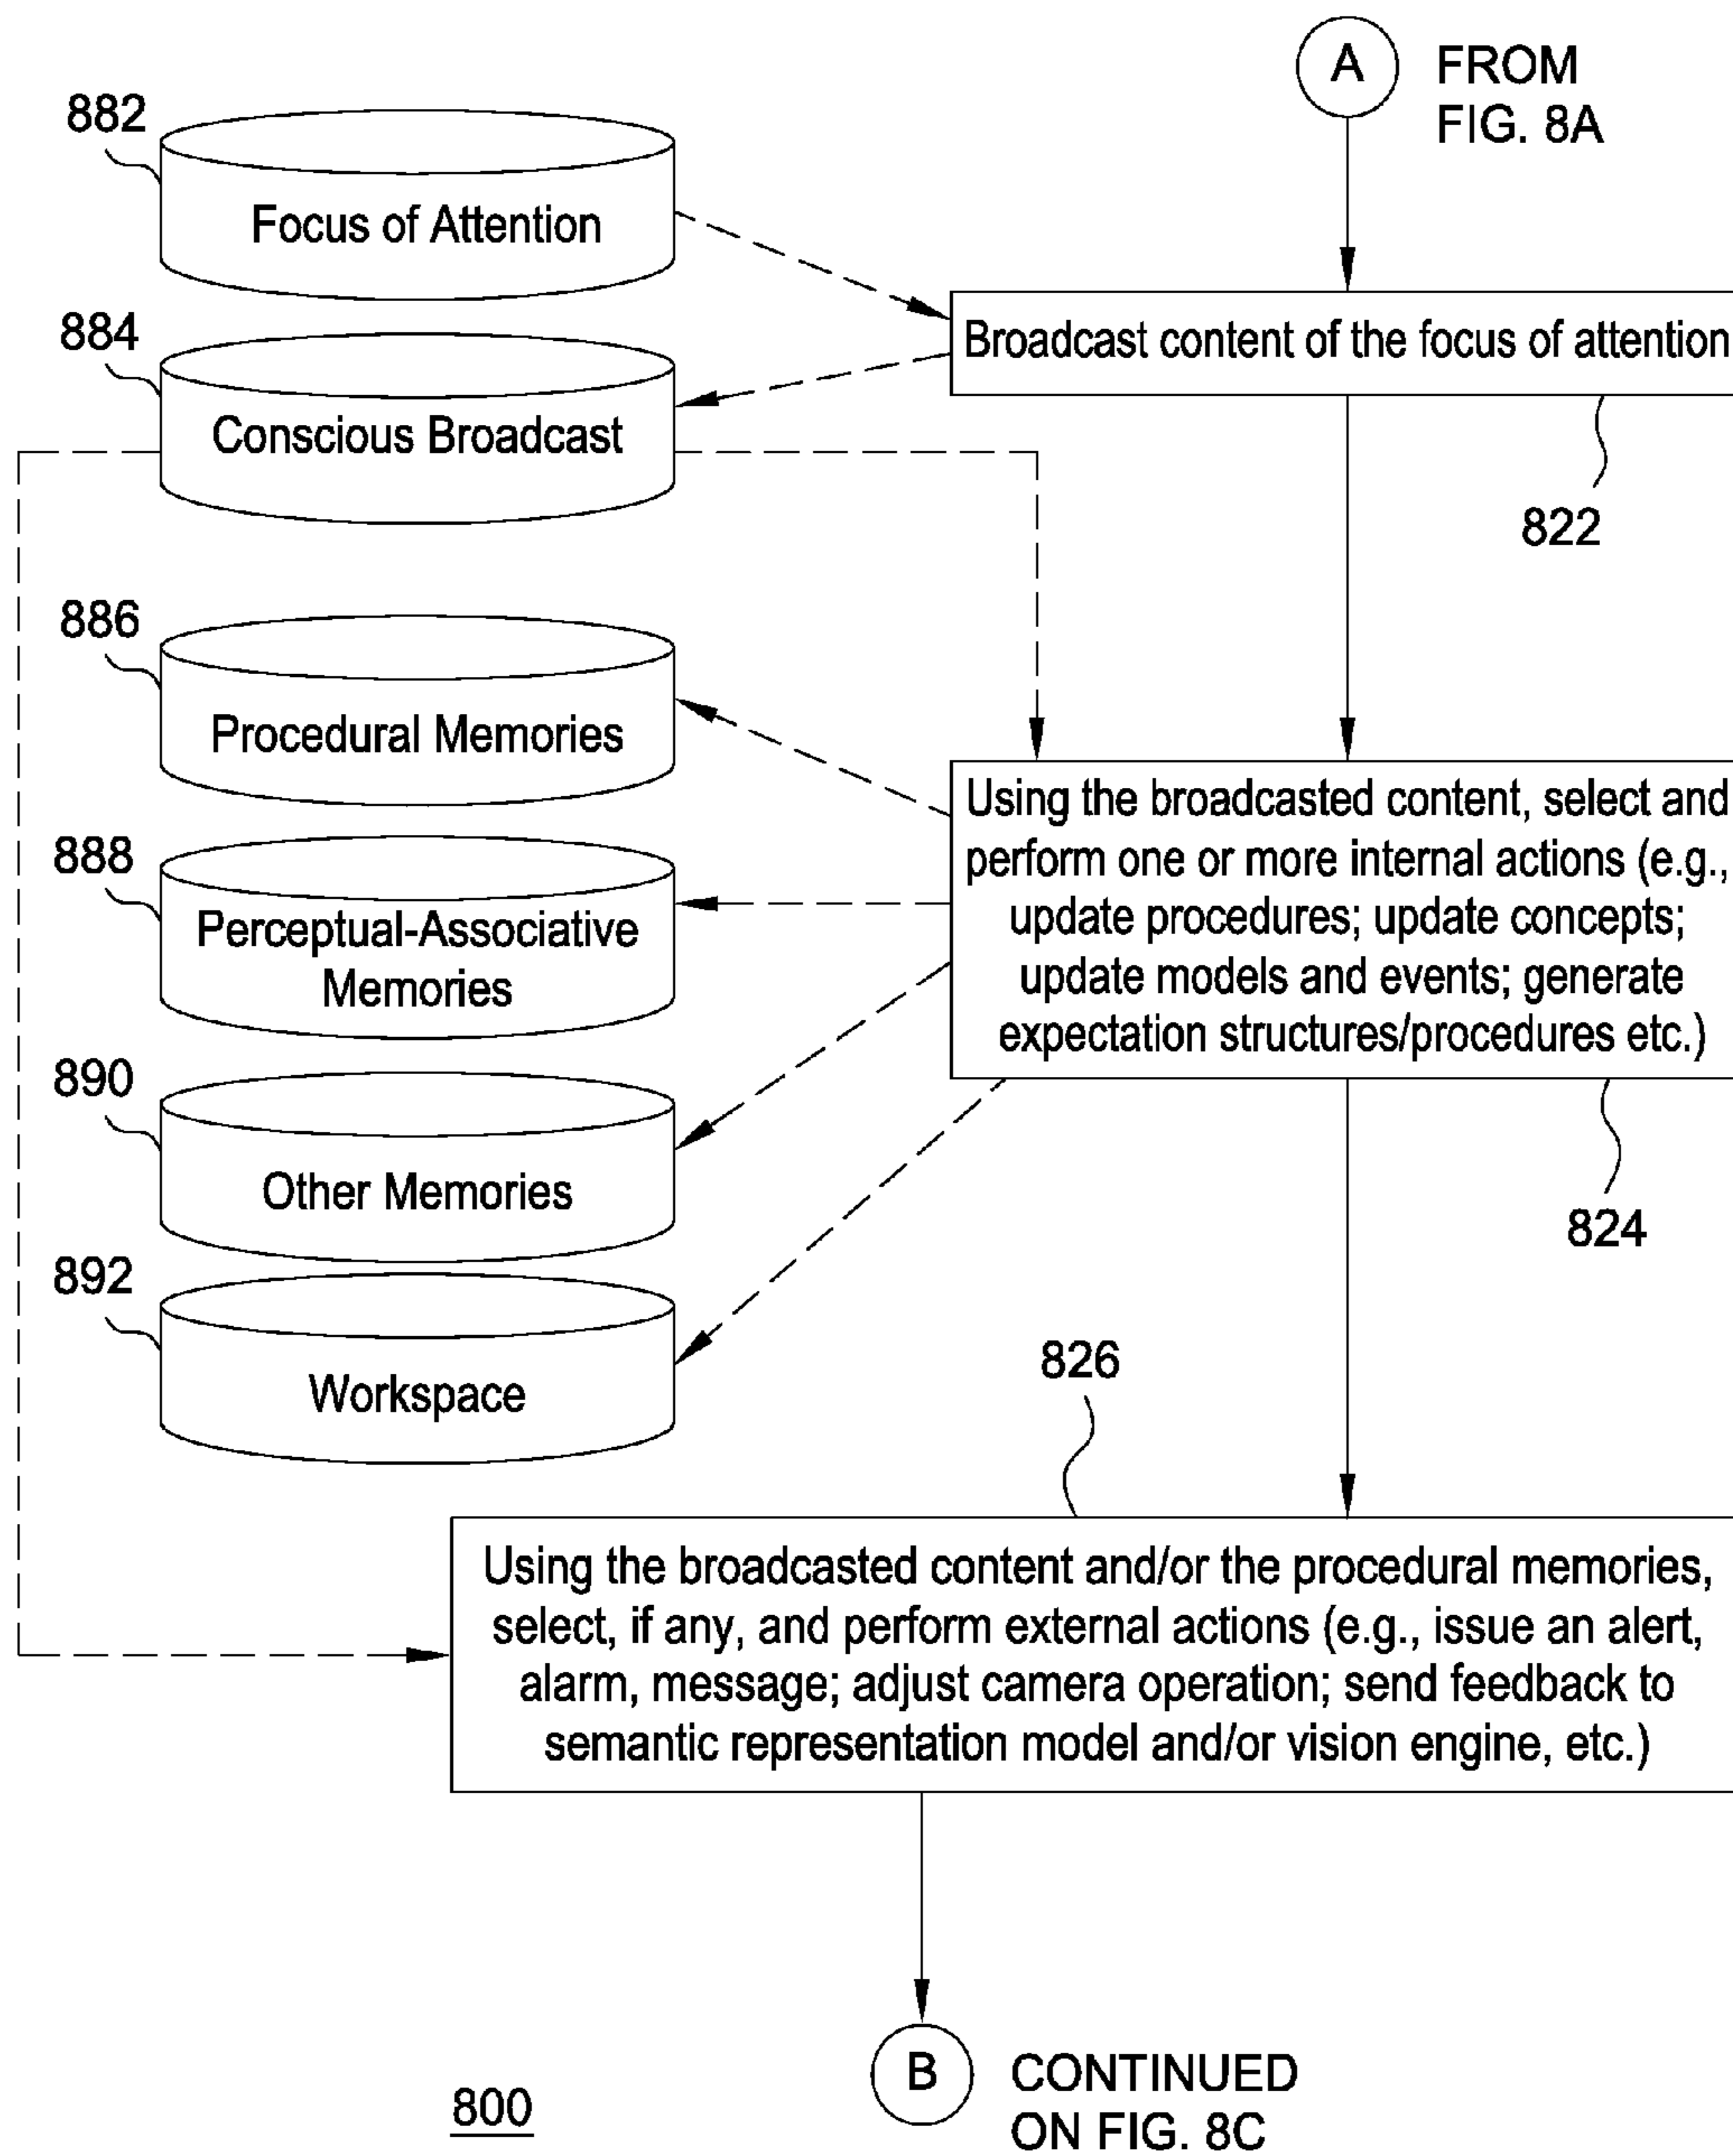 A
FROM
FIG. 8A
882
Focus of Attention
884
Broadcast content of the focus of attention
Conscious Broadcast
822
886
Procedural Memories
Using the broadcasted content, select and
perform one or more internal actions (e.g.,
update procedures; update concepts;
update models and events; generate
expectation structures/procedures etc.)
888
Perceptual-Associative
Memories
890
Other Memories
824
892
Workspace
826
Using the broadcasted content and/or the procedural memories,
select, if any, and perform external actions (e.g., issue an alert,
alarm, message; adjust camera operation; send feedback to
semantic representation model and/or vision engine, etc.)
B
CONTINUED
ON FIG. 8C
800